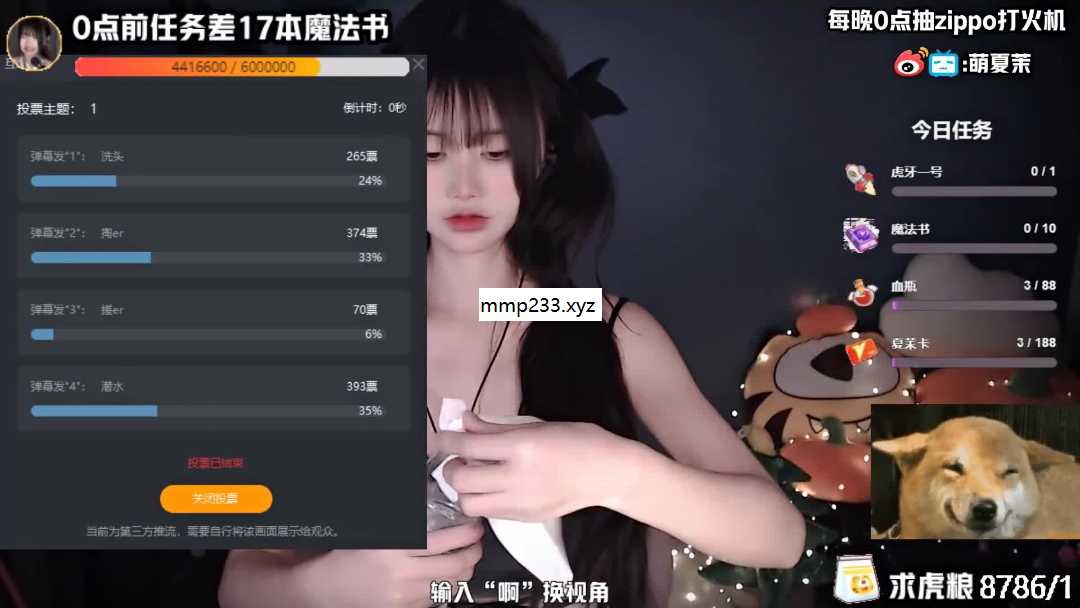 0点前任务差17本魔法书
4416600 / 6000000
投票主题： 1
倒计时：0秒
弹幕发"1"： 洗头
265票
24%
弹幕发"2"： 掏er
374票
33%
弹幕发"3"： 搓er
70票
6%
弹幕发"4"： 潜水
393票
35%
投票已结束
关闭投票
当前为第三方推流，需要自行将该画面展示给观众。
mmp233.xyz
输入“啊”换视角
每晚0点抽zippo打火机
:萌夏茉
今日任务
虎牙一号
0 / 1
魔法书
0 / 10
血瓶
3 / 88
夏茉卡
3 / 188
求虎粮 8786/1